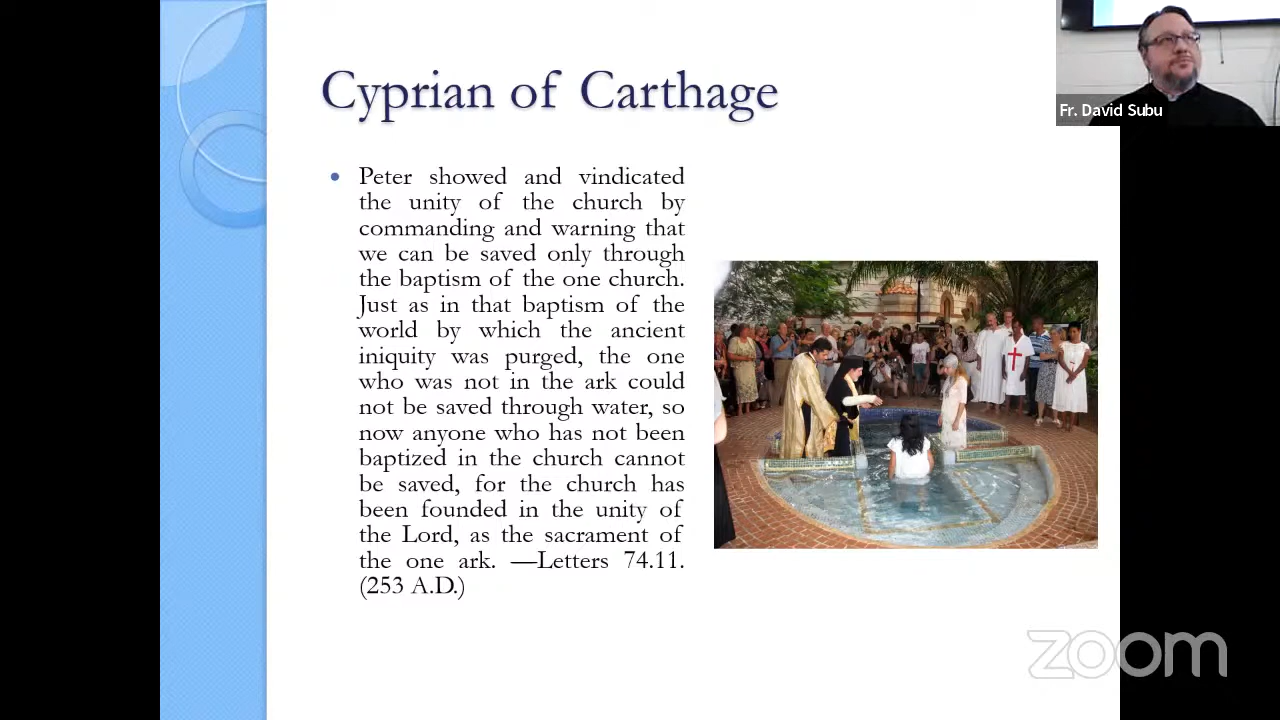 Cyprian of Carthage
Peter showed and vindicated
the unity of the church by
commanding and warning that
we can be saved only through
the baptism of the one church.
Just as in that baptism of the
world by which the ancient
iniquity was purged, the one
who was not in the ark could
not be saved through water, so
now anyone who has not been
baptized in the church cannot
be saved, for the church has
been founded in the unity of
the Lord, as the sacrament of
the one ark. —Letters 74.11.
(253 A.D.)
Fr. David Subu
zoom